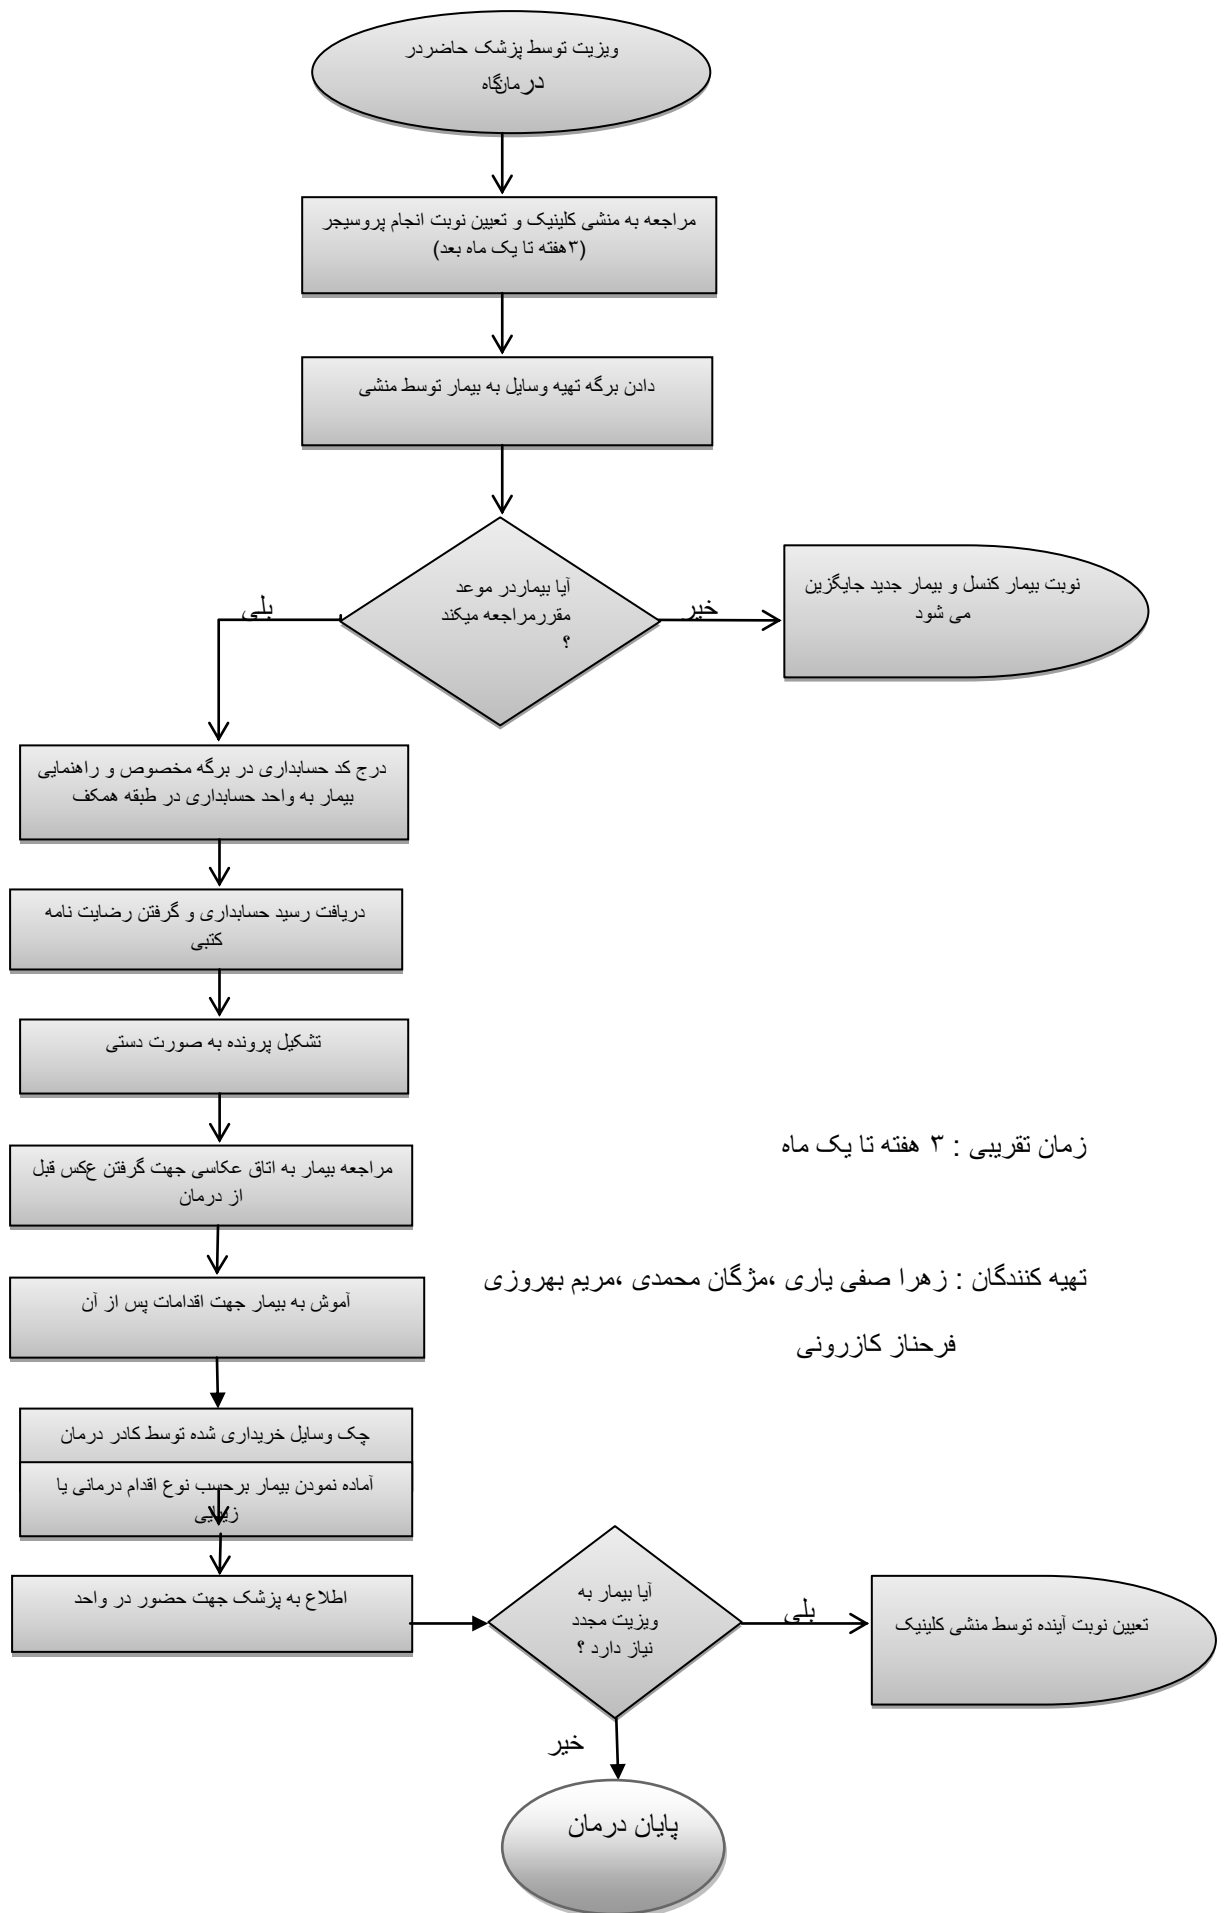 ویزیت توسط پزشک حاضردر
درمانگاه
مراجعه به منشی کلینیک و تعیین نوبت انجام پروسیجر
(۳هفته تا یک ماه بعد)
دادن برگه تهیه وسایل به بیمار توسط منشی
آیا بیماردر موعد
مقررمراجعه میکند
؟
بلی
خیر
نوبت بیمار کنسل و بیمار جدید جایگزین
می شود
درج کد حسابداری در برگه مخصوص و راهنمایی
بیمار به واحد حسابداری در طبقه همکف
دریافت رسید حسابداری و گرفتن رضایت نامه
کتبی
تشکیل پرونده به صورت دستی
مراجعه بیمار به اتاق عکاسی جهت گرفتن عکس قبل
از درمان
زمان تقریبی : ۳ هفته تا یک ماه
آموش به بیمار جهت اقدامات پس از آن
تهیه کنندگان : زهرا صفی یاری ،مژگان محمدی ،مریم بهروزی
فرحناز کازرونی
چک وسایل خریداری شده توسط کادر درمان
آماده نمودن بیمار برحسب نوع اقدام درمانی یا
زیبایی
اطلاع به پزشک جهت حضور در واحد
آیا بیمار به
ویزیت مجدد
نیاز دارد ؟
بلی
تعیین نوبت آینده توسط منشی کلینیک
خیر
پایان درمان